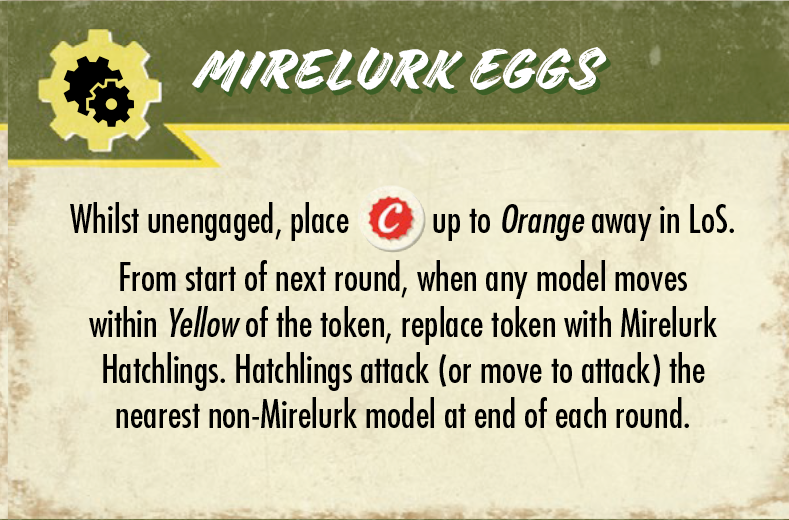 MIRELURK EGGS
Whilst unengaged, place C up to Orange away in LoS.
From start of next round, when any model moves
within Yellow of the token, replace token with Mirelurk
Hatchlings. Hatchlings attack (or move to attack) the
nearest non-Mirelurk model at end of each round.